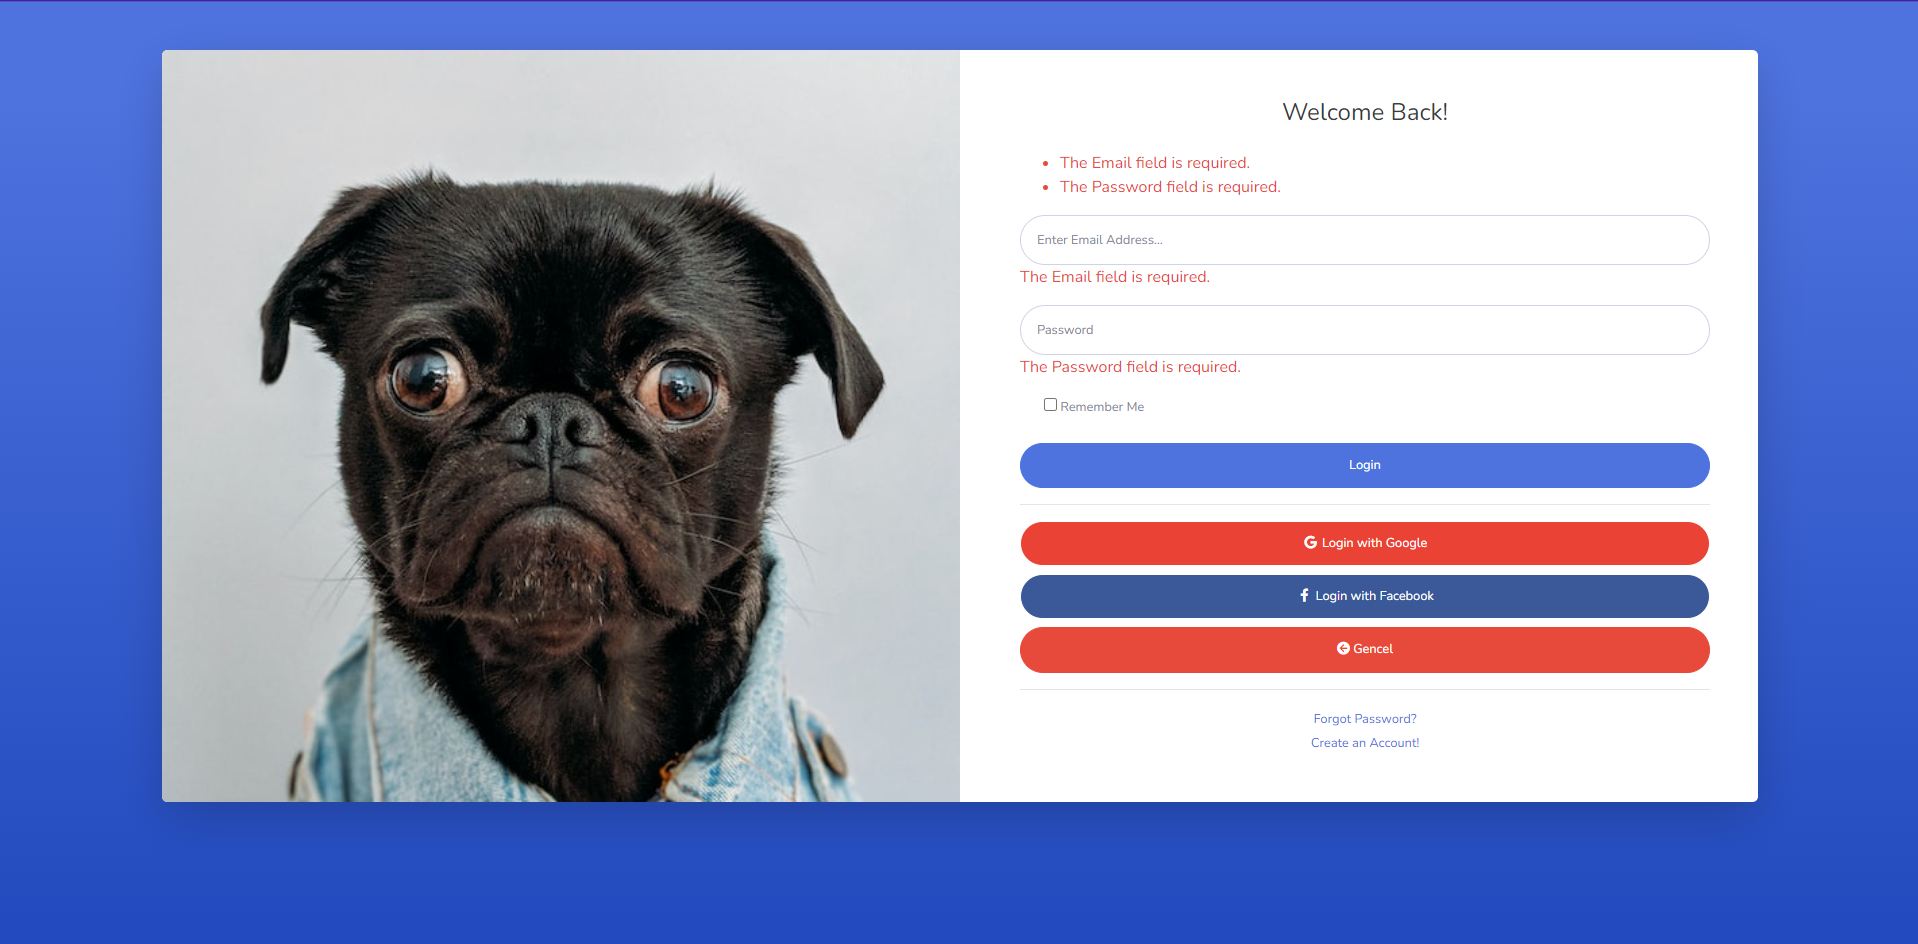 Welcome Back!
The Email field is required.
The Password field is required.
Enter Email Address...
The Email field is required.
Password
The Password field is required.
Remember Me
Login
Login with Google
Login with Facebook
Gencel
Forgot Password?
Create an Account!